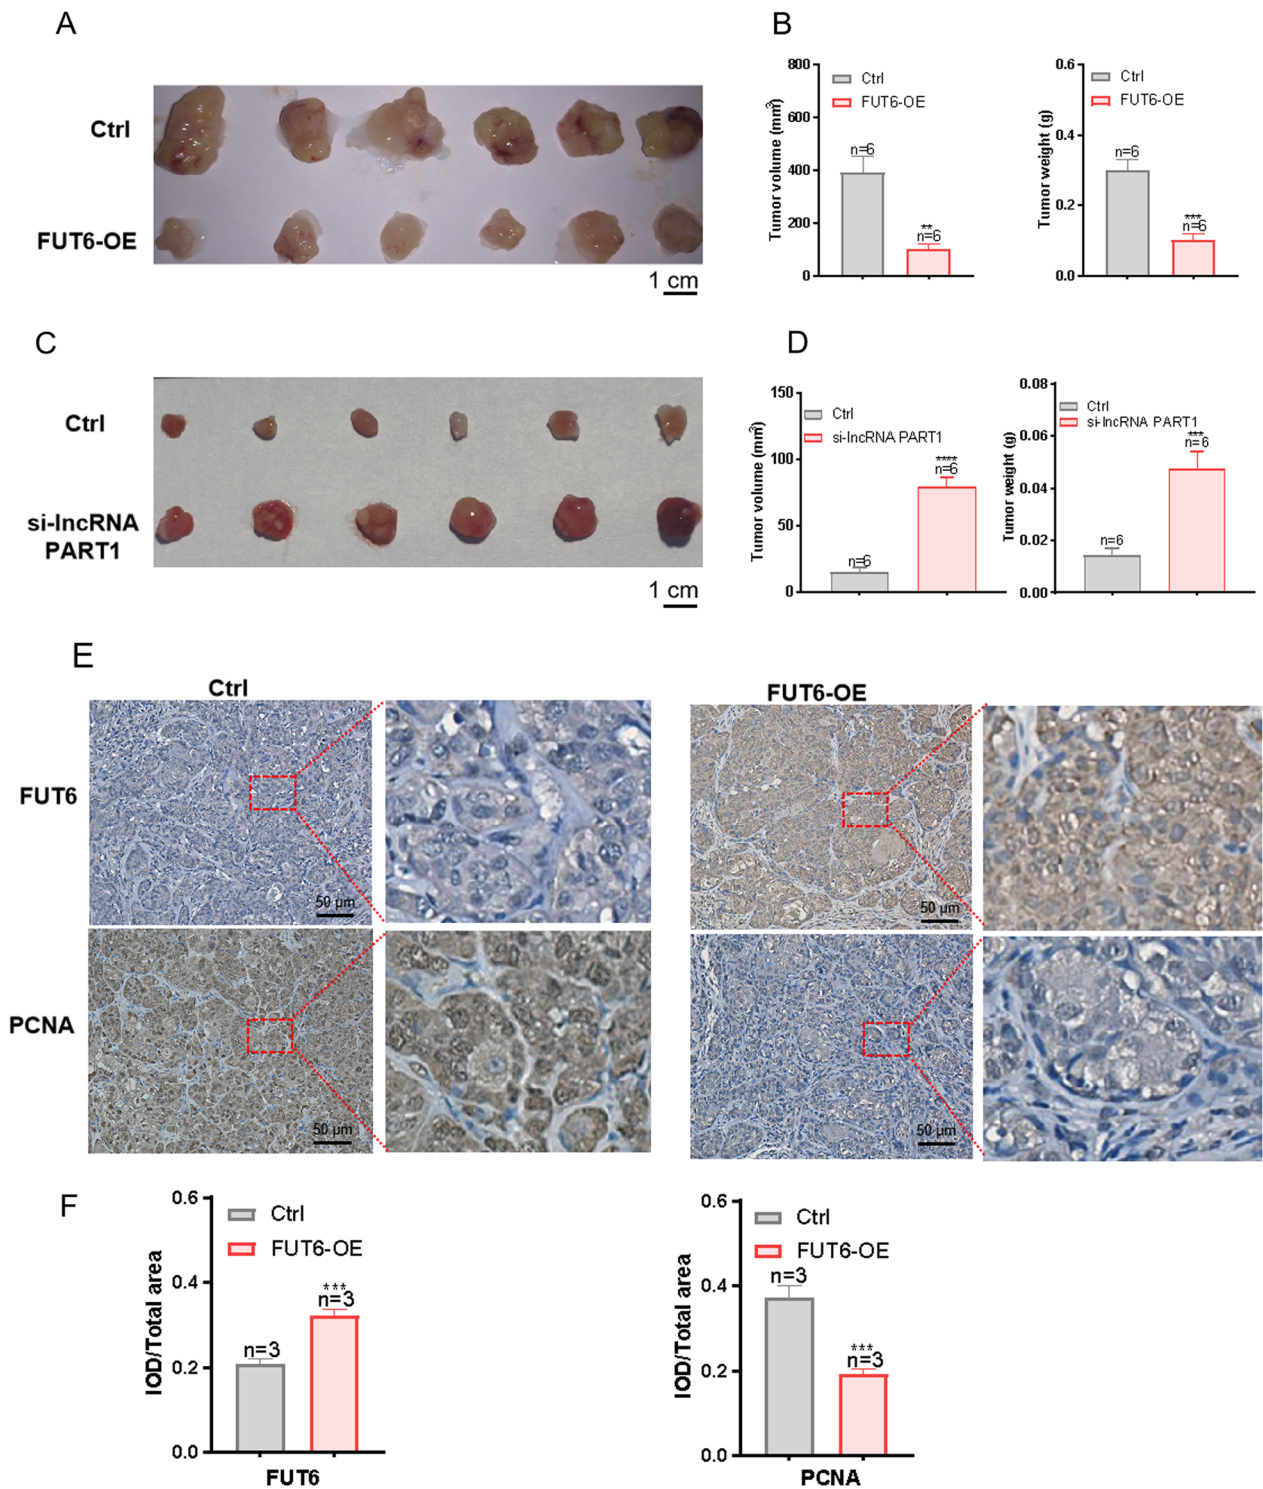 A
Ctrl
FUT6-OE
1 cm
B
800
600
400
200
0
Tumor volume (mm³)
Ctrl
FUT6-OE
n=6
**
n=6
0.6
0.4
0.2
0.0
Tumor weight (g)
Ctrl
FUT6-OE
n=6
***
n=6
C
Ctrl
si-lncRNA
PART1
1 cm
D
150
100
50
0
Tumor volume (mm³)
Ctrl
si-lncRNA PART1
n=6
****
n=6
0.08
0.06
0.04
0.02
0.00
Tumor weight (g)
Ctrl
si-lncRNA PART1
n=6
***
n=6
E
Ctrl
FUT6-OE
FUT6
50 μm
50 μm
PCNA
50 μm
50 μm
F
0.6
0.4
0.2
0.0
IOD/Total area
Ctrl
FUT6-OE
n=3
***
n=3
FUT6
0.6
0.4
0.2
0.0
IOD/Total area
Ctrl
FUT6-OE
n=3
***
n=3
PCNA